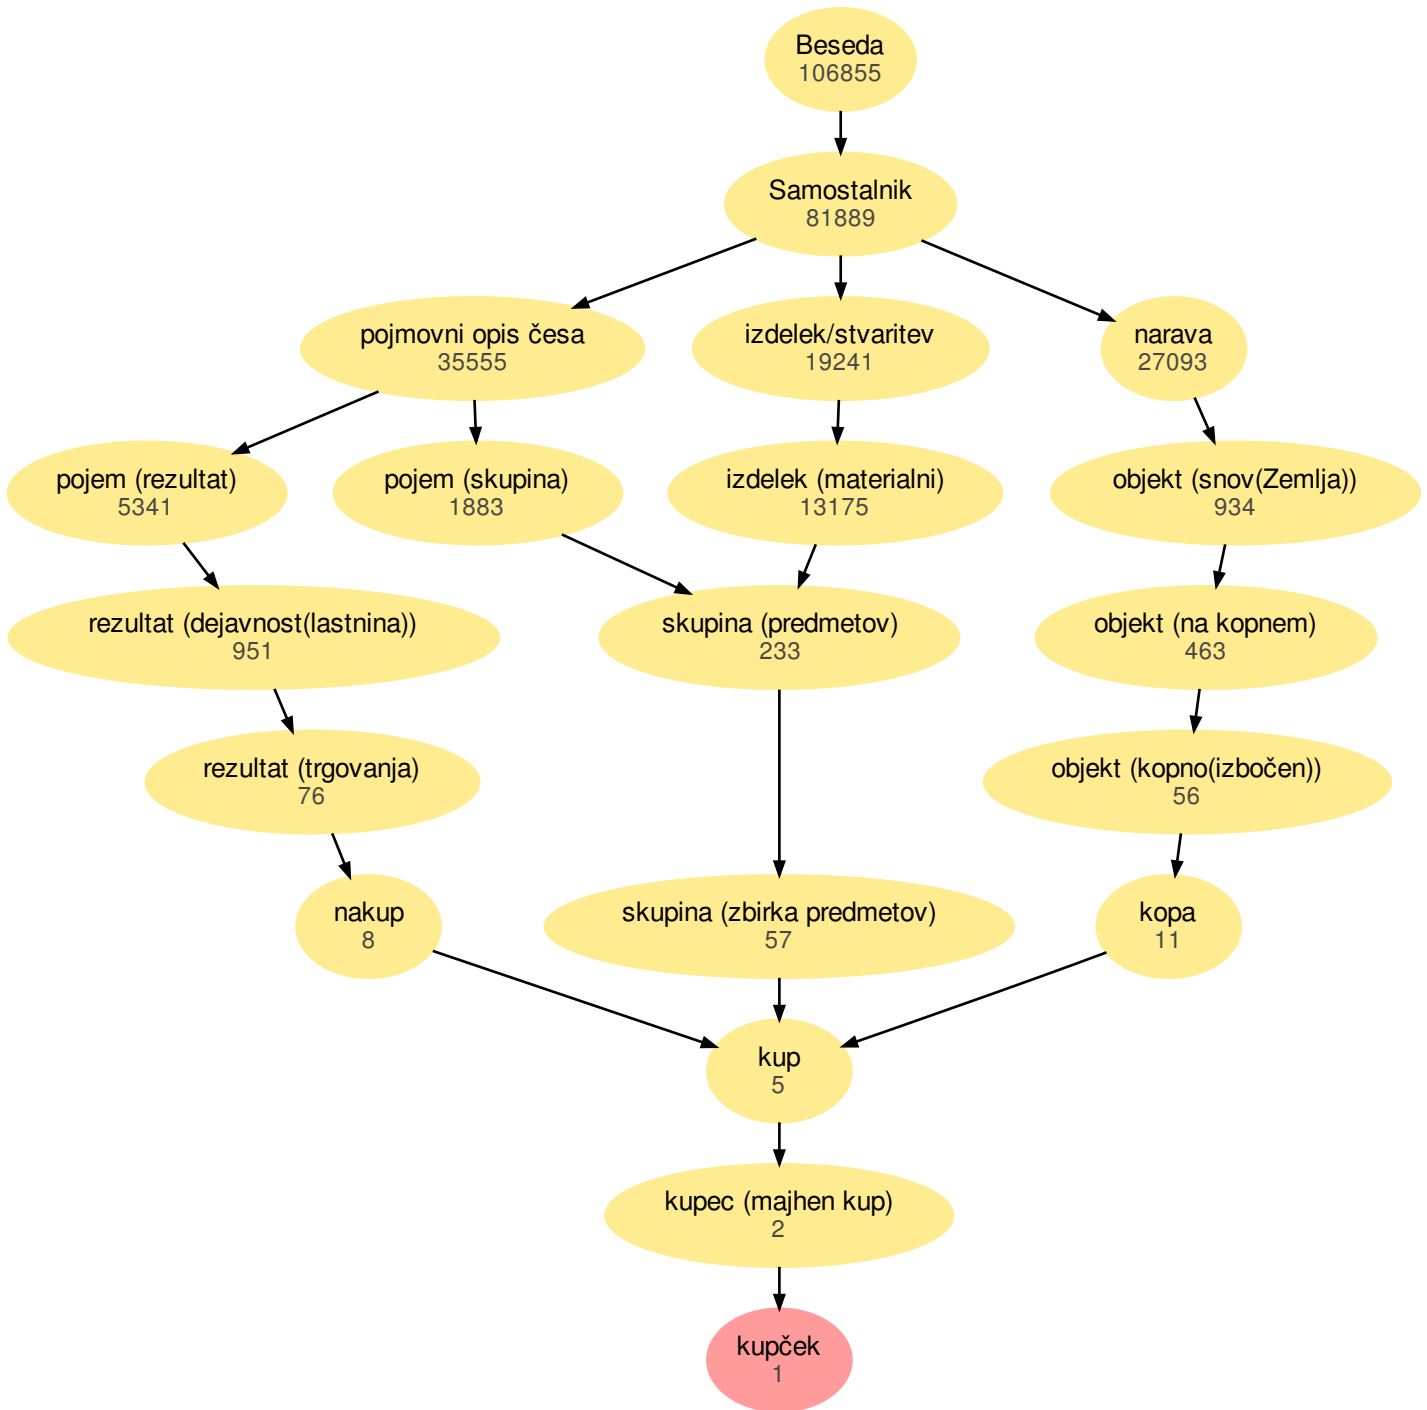 Beseda
106855
Samostalnik
81889
pojmovni opis česa
35555
izdelek/stvaritev
19241
narava
27093
pojem (rezultat)
5341
pojem (skupina)
1883
izdelek (materialni)
13175
objekt (snov(Zemlja))
934
rezultat (dejavnost(lastnina))
951
skupina (predmetov)
233
objekt (na kopnem)
463
rezultat (trgovanja)
76
objekt (kopno(izbočen))
56
nakup
8
skupina (zbirka predmetov)
57
kopa
11
kup
5
kupec (majhen kup)
2
kupček
1